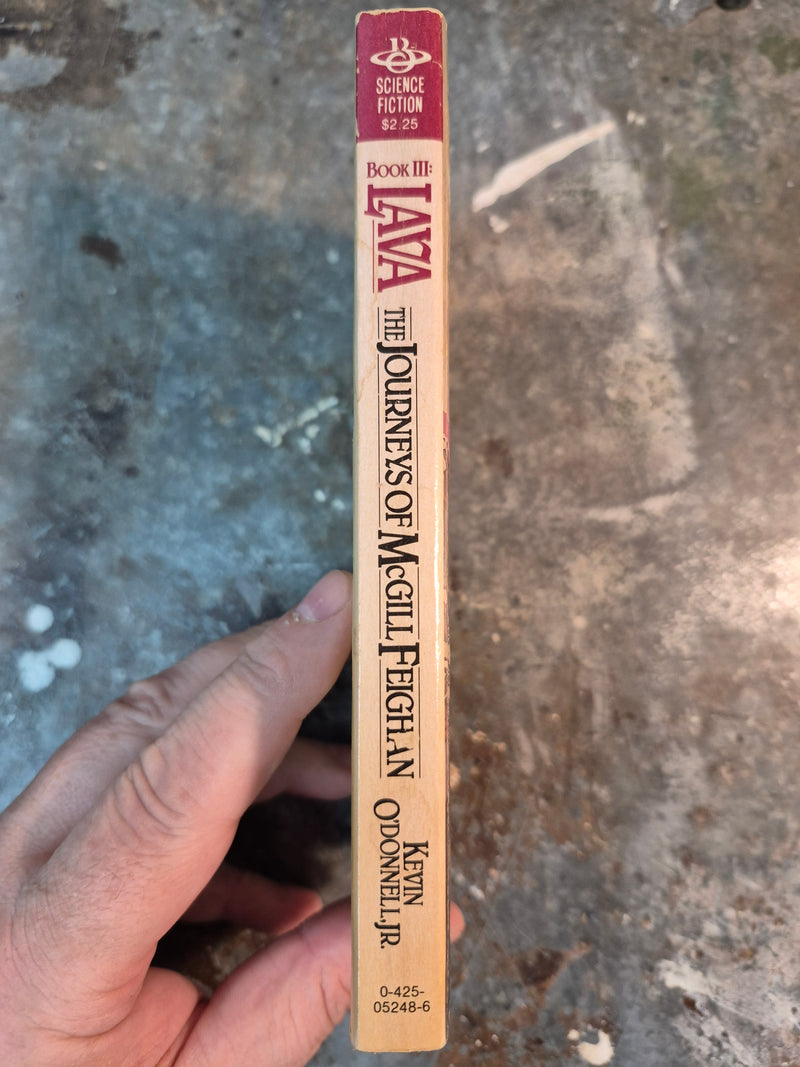 SCIENCE
FICTION
$2.25
BOOK III:
LAVA
THE JOURNEYS OF MCGILL FEIGHAN
KEVIN
O'DONNELL, JR.
0-425-
05248-6